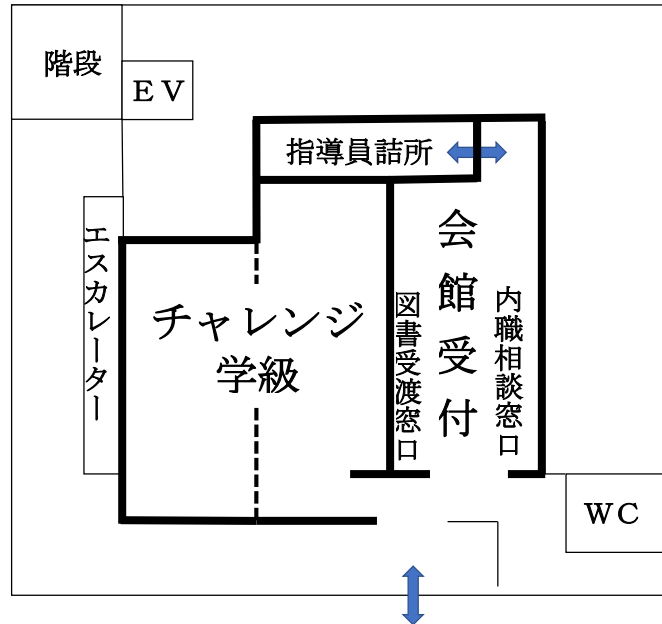 階段
ＥＶ
指導員詰所
エスカレーター
チャレンジ
学級
会館受付
図書受渡窓口
内職相談窓口
ＷＣ